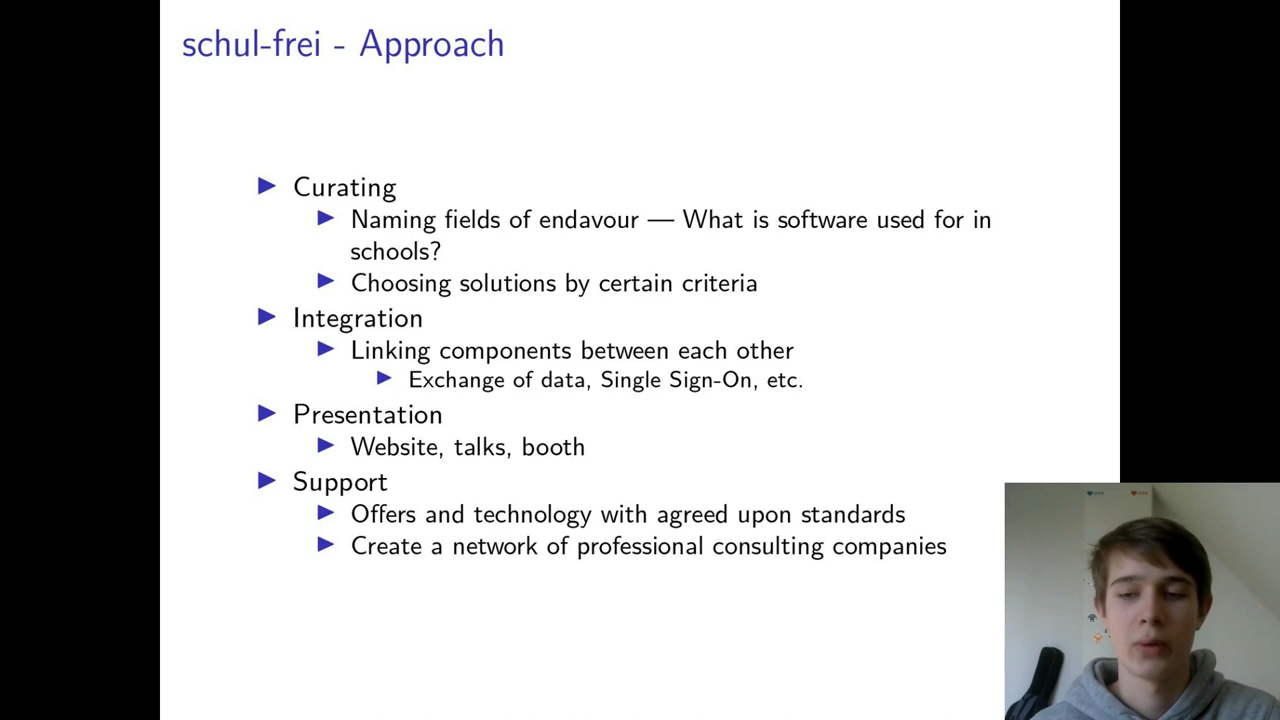 schul-frei - Approach
Curating
Naming fields of endavour — What is software used for in
schools?
Choosing solutions by certain criteria
Integration
Linking components between each other
Exchange of data, Single Sign-On, etc.
Presentation
Website, talks, booth
Support
Offers and technology with agreed upon standards
Create a network of professional consulting companies